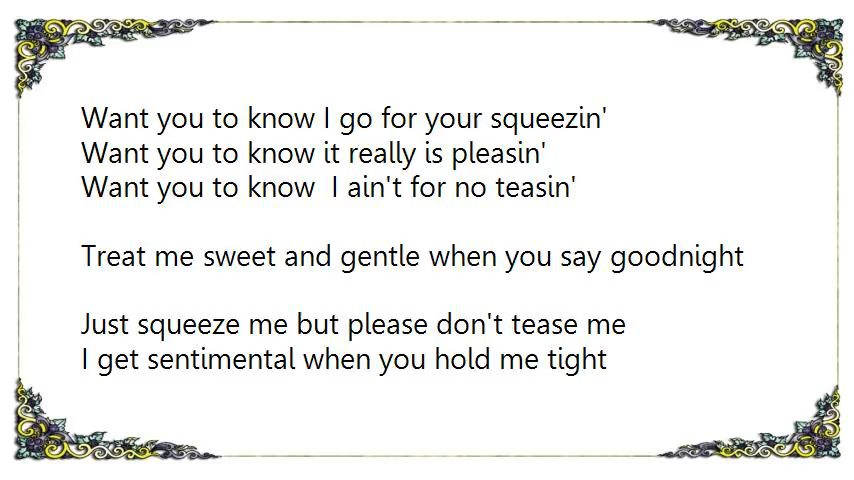 Want you to know I go for your squeezin'
Want you to know it really is pleasin'
Want you to know  I ain't for no teasin'
Treat me sweet and gentle when you say goodnight
Just squeeze me but please don't tease me
I get sentimental when you hold me tight